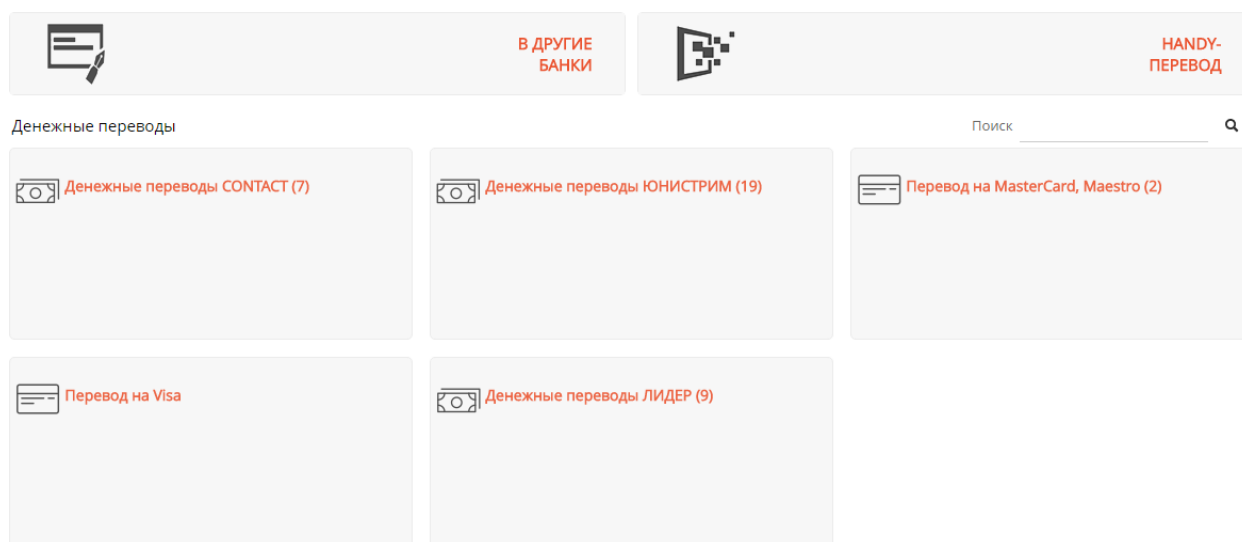 В ДРУГИЕ
БАНКИ
HANDY-
ПЕРЕВОД
Денежные переводы
Поиск
Денежные переводы CONTACT (7)
Денежные переводы ЮНИСТРИМ (19)
Перевод на MasterCard, Maestro (2)
Перевод на Visa
Денежные переводы ЛИДЕР (9)